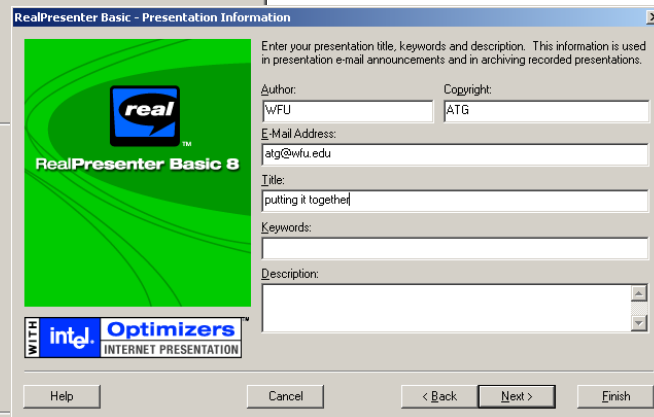 RealPresenter Basic - Presentation Information
Enter your presentation title, keywords and description. This information is used
in presentation e-mail announcements and in archiving recorded presentations.
Author:
Copyright:
WFU
ATG
E-Mail Address:
atg@wfu.edu
Title:
putting it together
Keywords:
Description:
real
TM
RealPresenter Basic 8
WITH
intel. Optimizers
INTERNET PRESENTATION
Help
Cancel
< Back
Next >
Finish